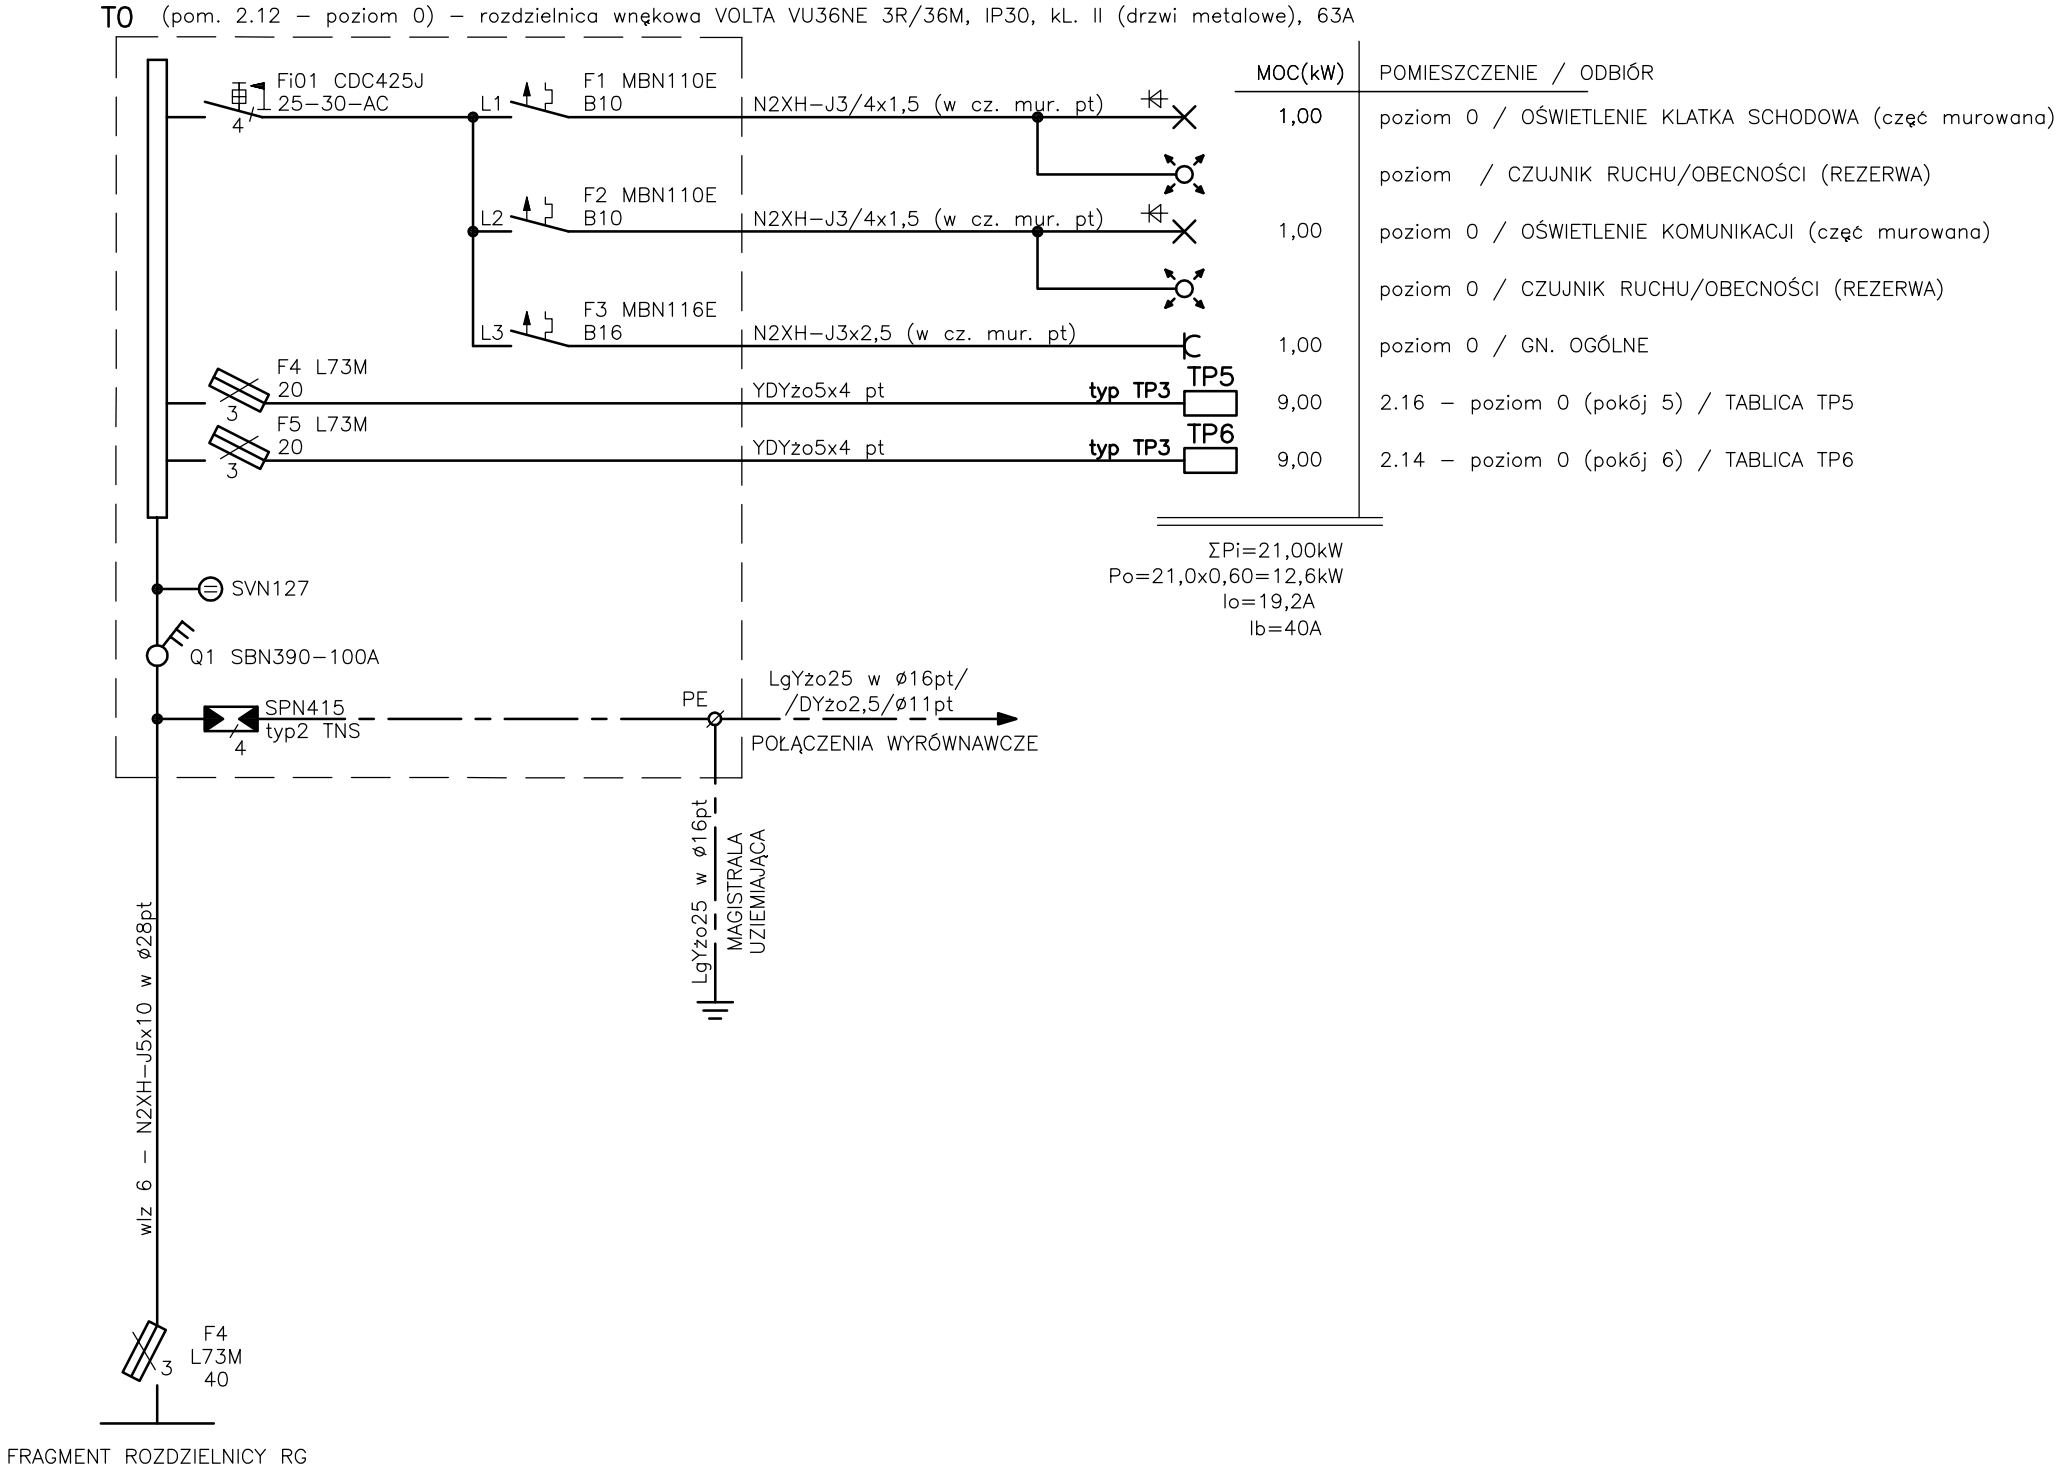 T0 (pom. 2.12 – poziom 0) – rozdzielnica wnękowa VOLTA VU36NE 3R/36M, IP30, kL. II (drzwi metalowe), 63A
MOC(kW) POMIESZCZENIE / ODBIÓR
Fi01 CDC425J
25-30-AC
4
L1
F1 MBN110E
B10
N2XH-J3/4x1,5 (w cz. mur. pt)
1,00
poziom 0 / OŚWIETLENIE KLATKA SCHODOWA (częć murowana)
poziom / CZUJNIK RUCHU/OBECNOŚCI (REZERWA)
L2
F2 MBN110E
B10
N2XH-J3/4x1,5 (w cz. mur. pt)
1,00
poziom 0 / OŚWIETLENIE KOMUNIKACJI (częć murowana)
poziom 0 / CZUJNIK RUCHU/OBECNOŚCI (REZERWA)
L3
F3 MBN116E
B16
N2XH-J3x2,5 (w cz. mur. pt)
1,00
poziom 0 / GN. OGÓLNE
F4 L73M
20
3
YDYżo5x4 pt
typ TP3
TP5
9,00
2.16 – poziom 0 (pokój 5) / TABLICA TP5
F5 L73M
20
3
YDYżo5x4 pt
typ TP3
TP6
9,00
2.14 – poziom 0 (pokój 6) / TABLICA TP6
ΣPi=21,00kW
Po=21,0x0,60=12,6kW
Io=19,2A
Ib=40A
SVN127
Q1 SBN390-100A
SPN415
typ2 TNS
4
PE
LgYżo25 w ø16pt/
/DYżo2,5/ø11pt
POŁĄCZENIA WYRÓWNAWCZE
LgYżo25 w ø16pt
MAGISTRALA
UZIEMIAJĄCA
wlz 6 – N2XH-J5x10 w ø28pt
F4
L73M
40
3
FRAGMENT ROZDZIELNICY RG